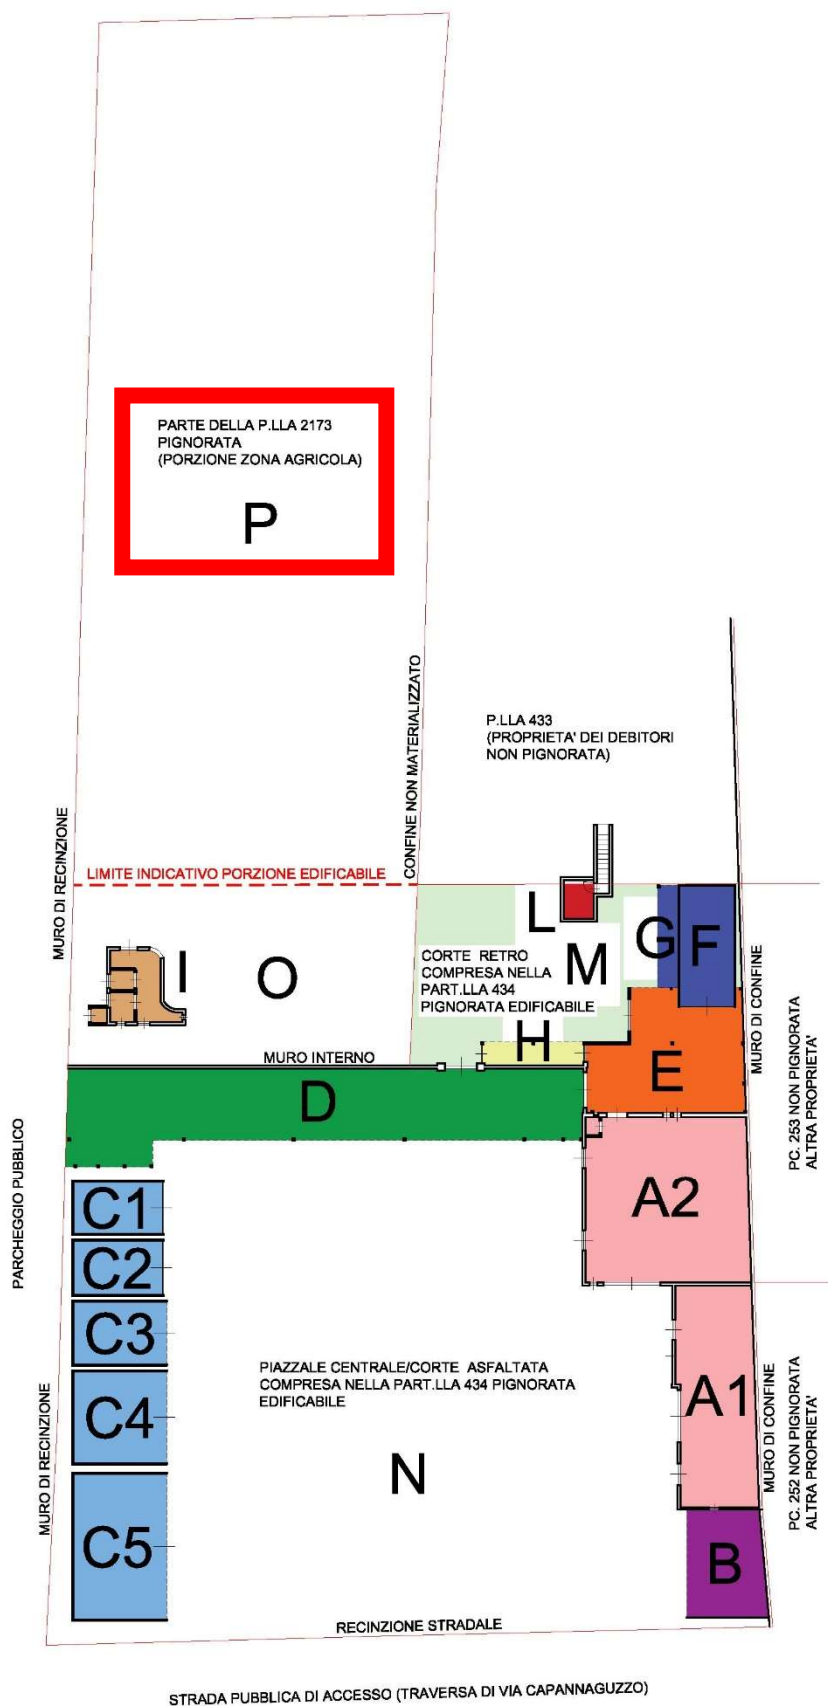 PARTE DELLA P.LLA 2173
PIGNORATA
(PORZIONE ZONA AGRICOLA)
P
CONFINE NON MATERIALIZZATO
P.LLA 433
(PROPRIETA' DEI DEBITORI
NON PIGNORATA)
MURO DI RECINZIONE
LIMITE INDICATIVO PORZIONE EDIFICABILE
L
G
F
I
O
M
CORTE RETRO
COMPRESA NELLA
PART.LLA 434
PIGNORATA EDIFICABILE
MURO DI CONFINE
PC. 253 NON PIGNORATA
ALTRA PROPRIETA'
H
MURO INTERNO
E
D
PARCHEGGIO PUBBLICO
A2
C1
C2
C3
PIAZZALE CENTRALE/CORTE ASFALTATA
COMPRESA NELLA PART.LLA 434 PIGNORATA
EDIFICABILE
A1
C4
MURO DI RECINZIONE
MURO DI CONFINE
PC. 252 NON PIGNORATA
ALTRA PROPRIETA'
N
C5
B
RECINZIONE STRADALE
STRADA PUBBLICA DI ACCESSO (TRAVERSA DI VIA CAPANNAGUZZO)